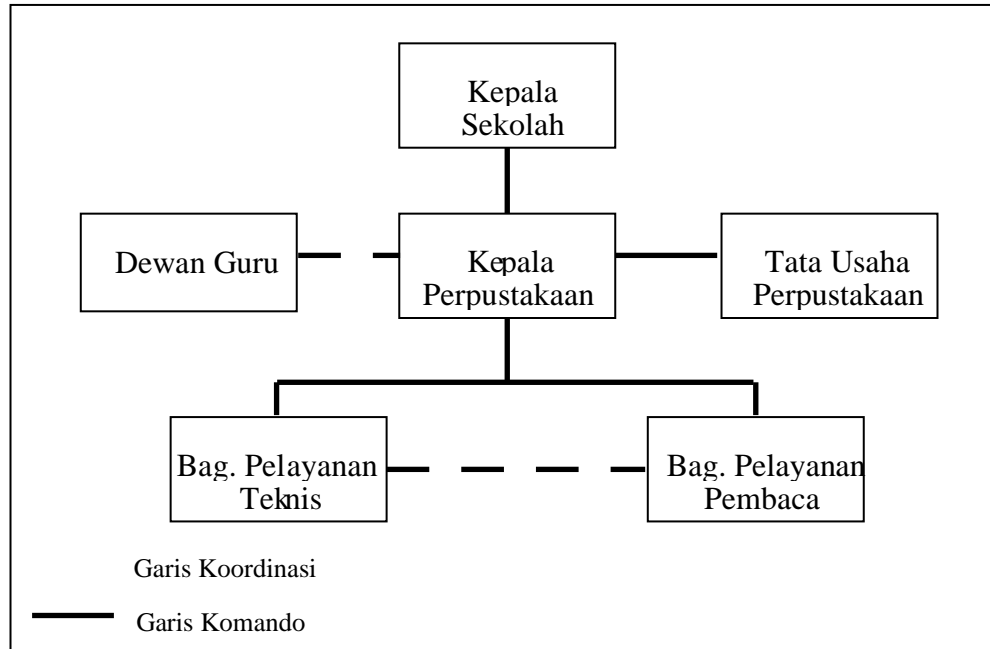 Kepala
Sekolah
Dewan Guru
Kepala
Perpustakaan
Tata Usaha
Perpustakaan
Bag. Pelayanan
Teknis
Bag. Pelayanan
Pembaca
Garis Koordinasi
Garis Komando